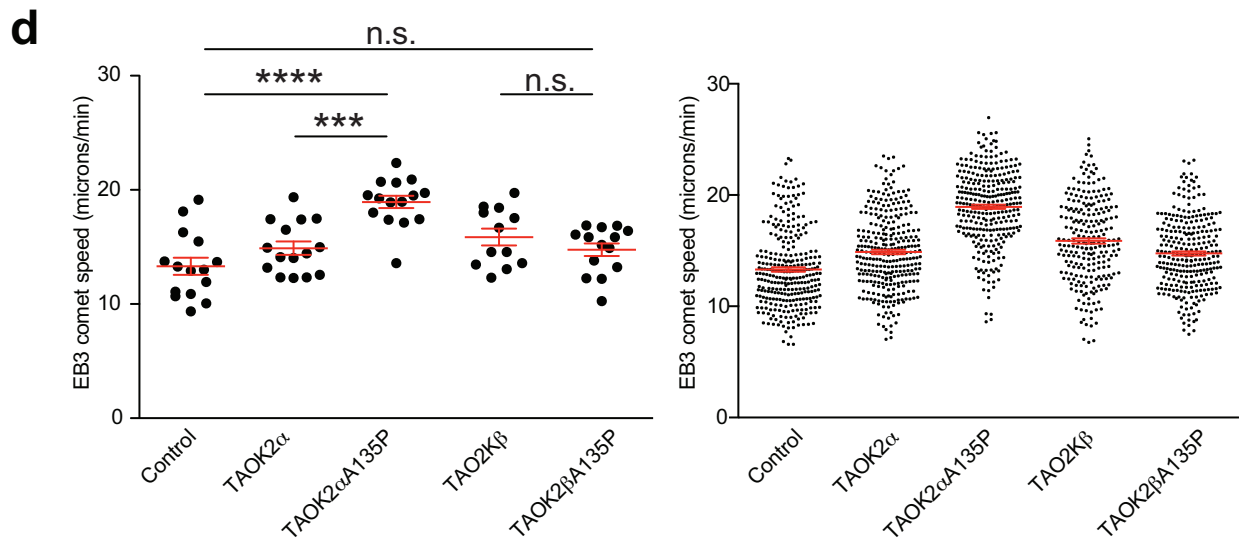 d
n.s.
****
n.s.
***
EB3 comet speed (microns/min)
30
20
10
0
Control
TAOK2α
TAOK2αA135P
TAO2Kβ
TAOK2βA135P
EB3 comet speed (microns/min)
30
20
10
0
Control
TAOK2α
TAOK2αA135P
TAO2Kβ
TAOK2βA135P